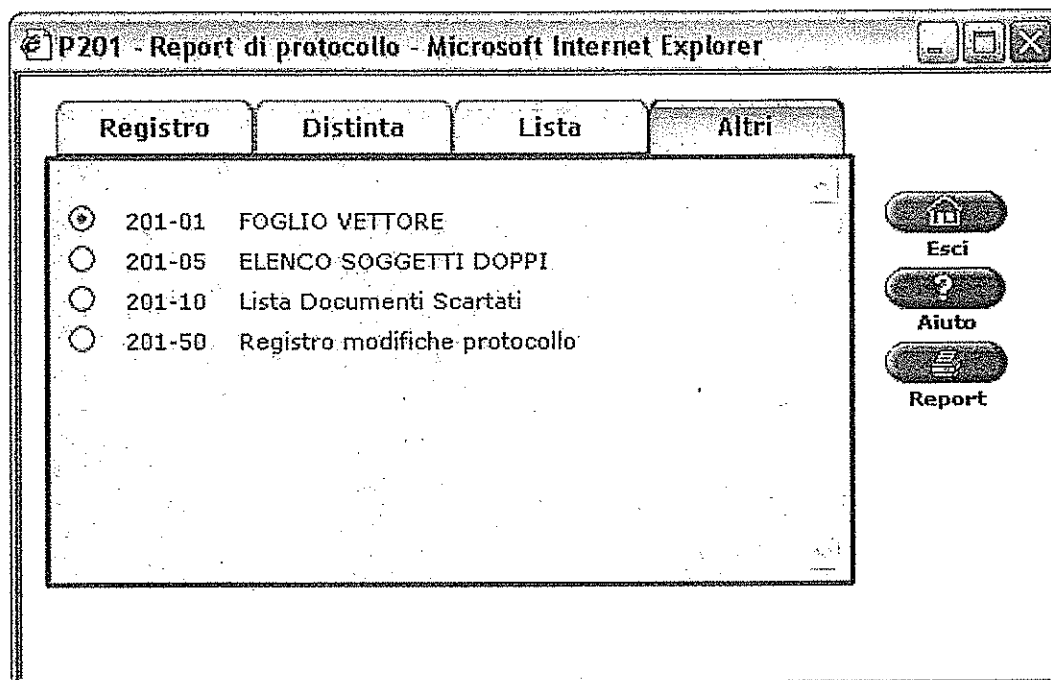 P201 - Report di protocollo - Microsoft Internet Explorer
Registro Distinta Lista Altri
201-01 FOGLIO VETTORE
201-05 ELENCO SOGGETTI DOPPI
201-10 Lista Documenti Scartati
201-50 Registro modifiche protocollo
Esci
Aiuto
Report